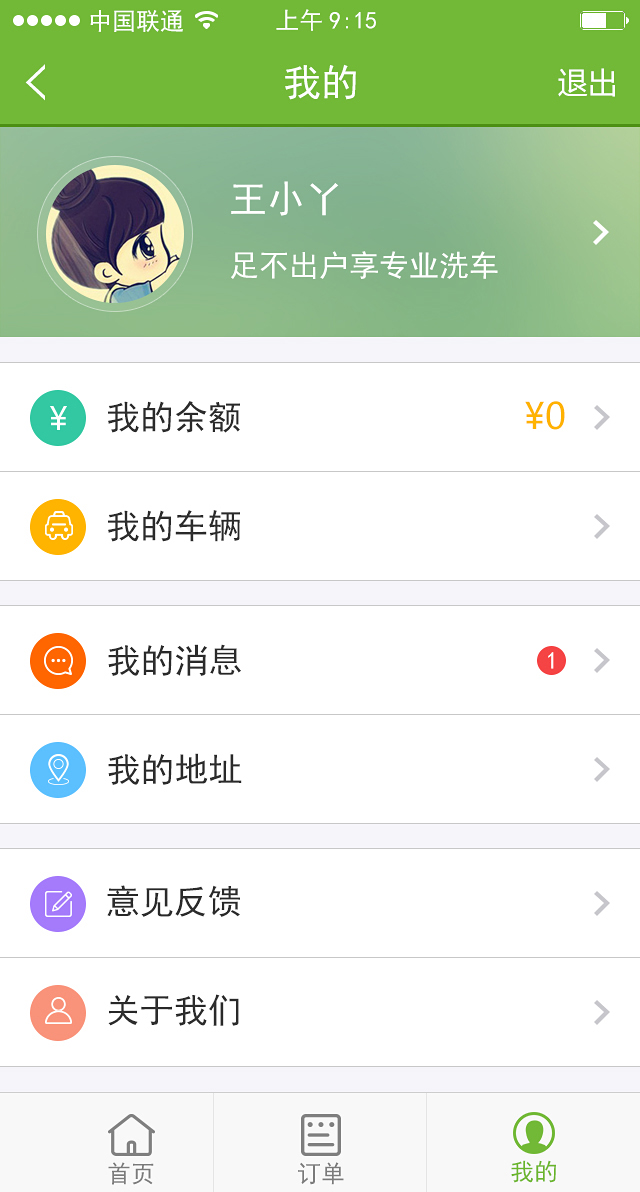 中国联通 上午 9:15
我的 退出
王小丫
足不出户享专业洗车
¥ 我的余额 ¥0
我的车辆
我的消息 1
我的地址
意见反馈
关于我们
首页 订单 我的